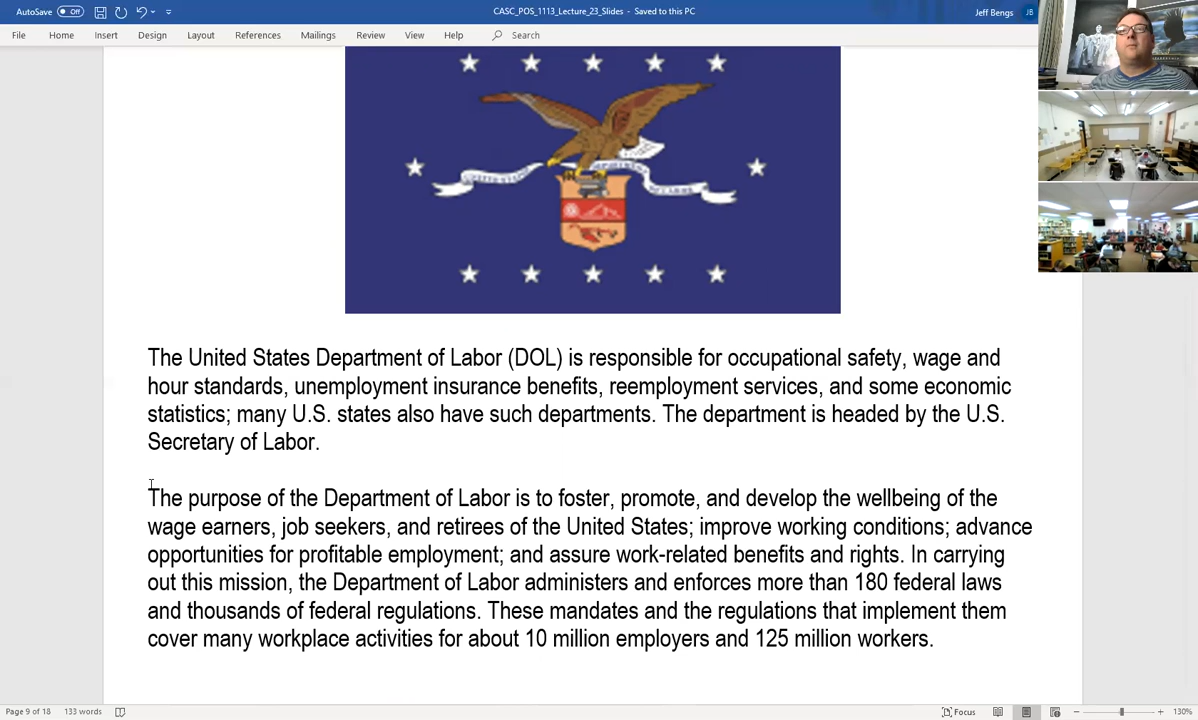 AutoSave Off CASC_POS_1113_Lecture_23_Slides - Saved to this PC Jeff Bengs JB
File Home Insert Design Layout References Mailings Review View Help Search
The United States Department of Labor (DOL) is responsible for occupational safety, wage and
hour standards, unemployment insurance benefits, reemployment services, and some economic
statistics; many U.S. states also have such departments. The department is headed by the U.S.
Secretary of Labor.
The purpose of the Department of Labor is to foster, promote, and develop the wellbeing of the
wage earners, job seekers, and retirees of the United States; improve working conditions; advance
opportunities for profitable employment; and assure work-related benefits and rights. In carrying
out this mission, the Department of Labor administers and enforces more than 180 federal laws
and thousands of federal regulations. These mandates and the regulations that implement them
cover many workplace activities for about 10 million employers and 125 million workers.
Page 9 of 18 133 words Focus 130%